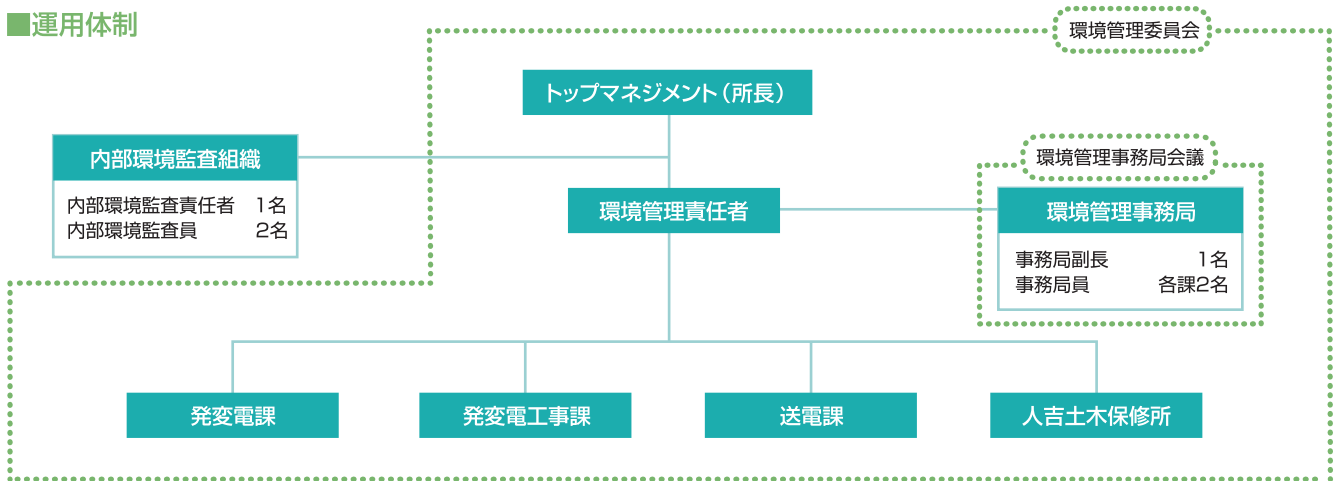 ■運用体制
環境管理委員会
トップマネジメント（所長）
内部環境監査組織
内部環境監査責任者 1名
内部環境監査員 2名
環境管理事務局会議
環境管理責任者
環境管理事務局
事務局副長 1名
事務局員 各課2名
発変電課
発変電工事課
送電課
人吉土木保修所